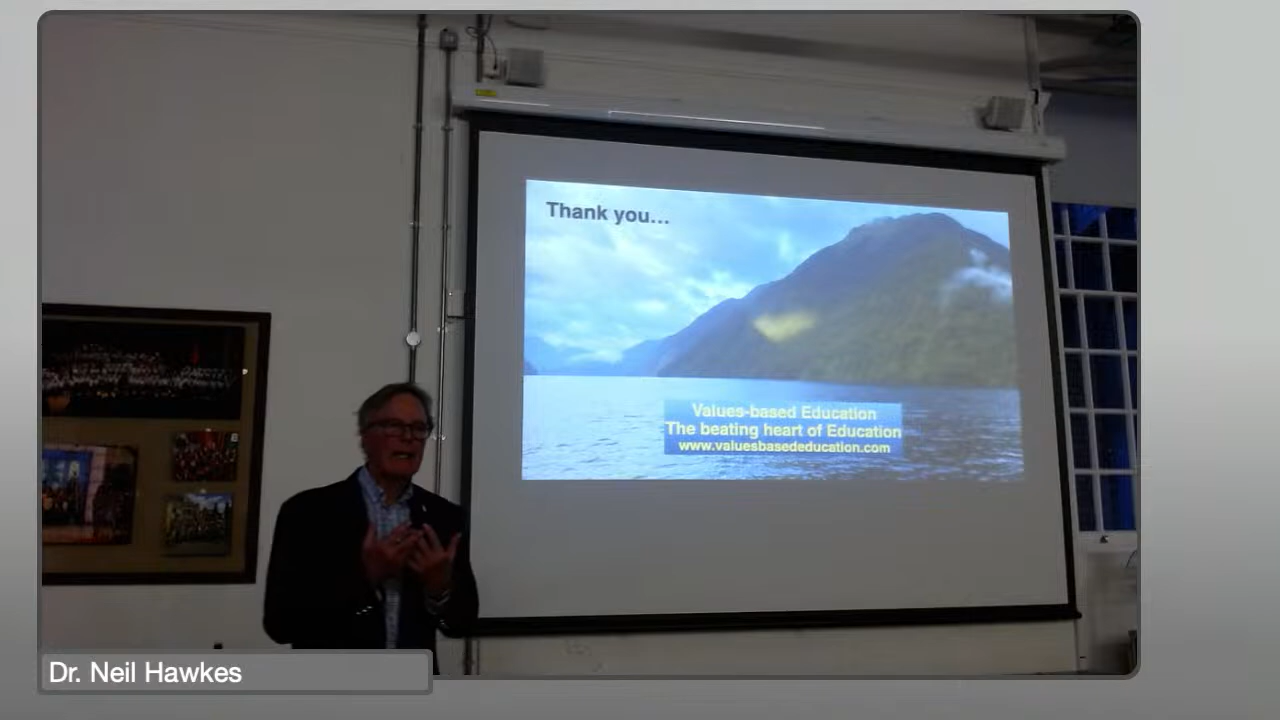 Thank you...
Values-based Education
The beating heart of Education
www.valuesbasededucation.com
Dr. Neil Hawkes